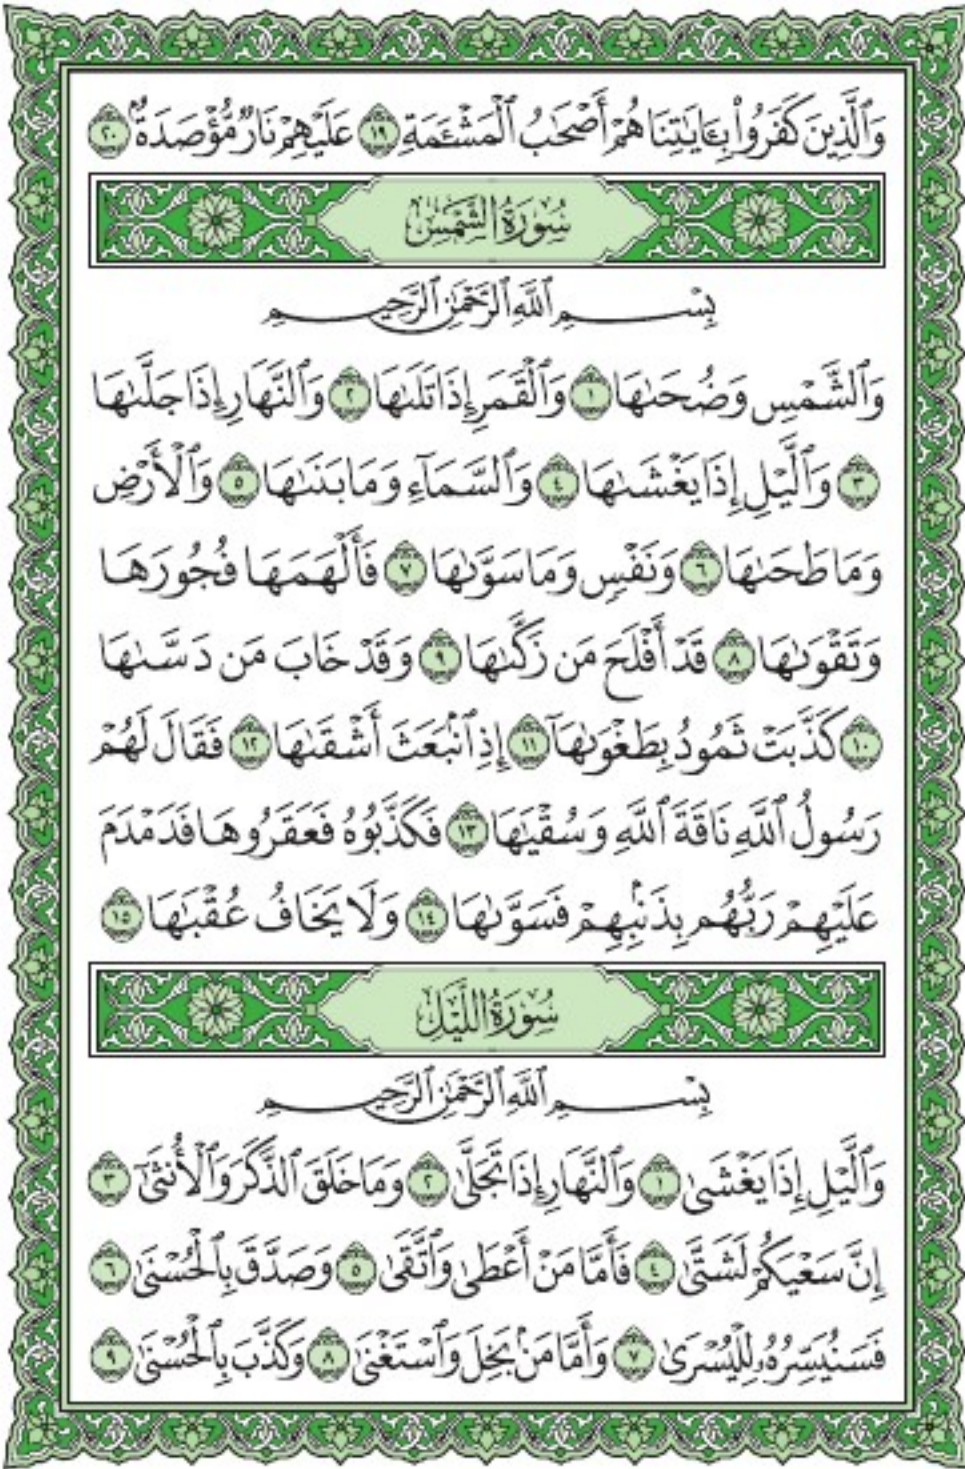 وَٱلَّذِينَ كَفَرُوا۟ بِـَٔايَـٰتِنَا هُمْ أَصْحَـٰبُ ٱلْمَشْـَٔمَةِ ١٩ عَلَيْهِمْ نَارٌ مُّؤْصَدَةٌۢ ٢٠
سُورَةُ الشَّمْسِ
بِسْمِ ٱللَّهِ ٱلرَّحْمَـٰنِ ٱلرَّحِيمِ
وَٱلشَّمْسِ وَضُحَىٰهَا ١ وَٱلْقَمَرِ إِذَا تَلَىٰهَا ٢ وَٱلنَّهَارِ إِذَا جَلَّىٰهَا
٣ وَٱلَّيْلِ إِذَا يَغْشَىٰهَا ٤ وَٱلسَّمَآءِ وَمَا بَنَىٰهَا ٥ وَٱلْأَرْضِ
وَمَا طَحَىٰهَا ٦ وَنَفْسٍ وَمَا سَوَّىٰهَا ٧ فَأَلْهَمَهَا فُجُورَهَا
وَتَقْوَىٰهَا ٨ قَدْ أَفْلَحَ مَن زَكَّىٰهَا ٩ وَقَدْ خَابَ مَن دَسَّىٰهَا
١٠ كَذَّبَتْ ثَمُودُ بِطَغْوَىٰهَآ ١١ إِذِ ٱنۢبَعَثَ أَشْقَىٰهَا ١٢ فَقَالَ لَهُمْ
رَسُولُ ٱللَّهِ نَاقَةَ ٱللَّهِ وَسُقْيَـٰهَا ١٣ فَكَذَّبُوهُ فَعَقَرُوهَا فَدَمْدَمَ
عَلَيْهِمْ رَبُّهُم بِذَنۢبِهِمْ فَسَوَّىٰهَا ١٤ وَلَا يَخَافُ عُقْبَـٰهَا ١٥
سُورَةُ اللَّيْلِ
بِسْمِ ٱللَّهِ ٱلرَّحْمَـٰنِ ٱلرَّحِيمِ
وَٱلَّيْلِ إِذَا يَغْشَىٰ ١ وَٱلنَّهَارِ إِذَا تَجَلَّىٰ ٢ وَمَا خَلَقَ ٱلذَّكَرَ وَٱلْأُنثَىٰٓ ٣
إِنَّ سَعْيَكُمْ لَشَتَّىٰ ٤ فَأَمَّا مَنْ أَعْطَىٰ وَٱتَّقَىٰ ٥ وَصَدَّقَ بِٱلْحُسْنَىٰ ٦
فَسَنُيَسِّرُهُۥ لِلْيُسْرَىٰ ٧ وَأَمَّا مَنۢ بَخِلَ وَٱسْتَغْنَىٰ ٨ وَكَذَّبَ بِٱلْحُسْنَىٰ ٩